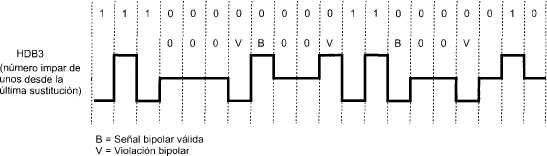 1 1 1 0 0 0 0 0 0 0 0 1 1 0 0 0 0 0 1 0
0 0 0 V B 0 0 V B 0 0 V
HDB3
(número impar de
unos desde la
última sustitución)
B = Señal bipolar válida
V = Violación bipolar